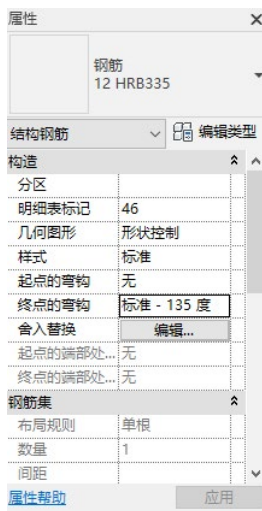 属性
钢筋
12 HRB335
结构钢筋 编辑类型
构造
分区
明细表标记 46
几何图形 形状控制
样式 标准
起点的弯钩 无
终点的弯钩 标准 - 135 度
舍入替换 编辑...
起点的端部处... 无
终点的端部处... 无
钢筋集
布局规则 单根
数量 1
间距
属性帮助 应用